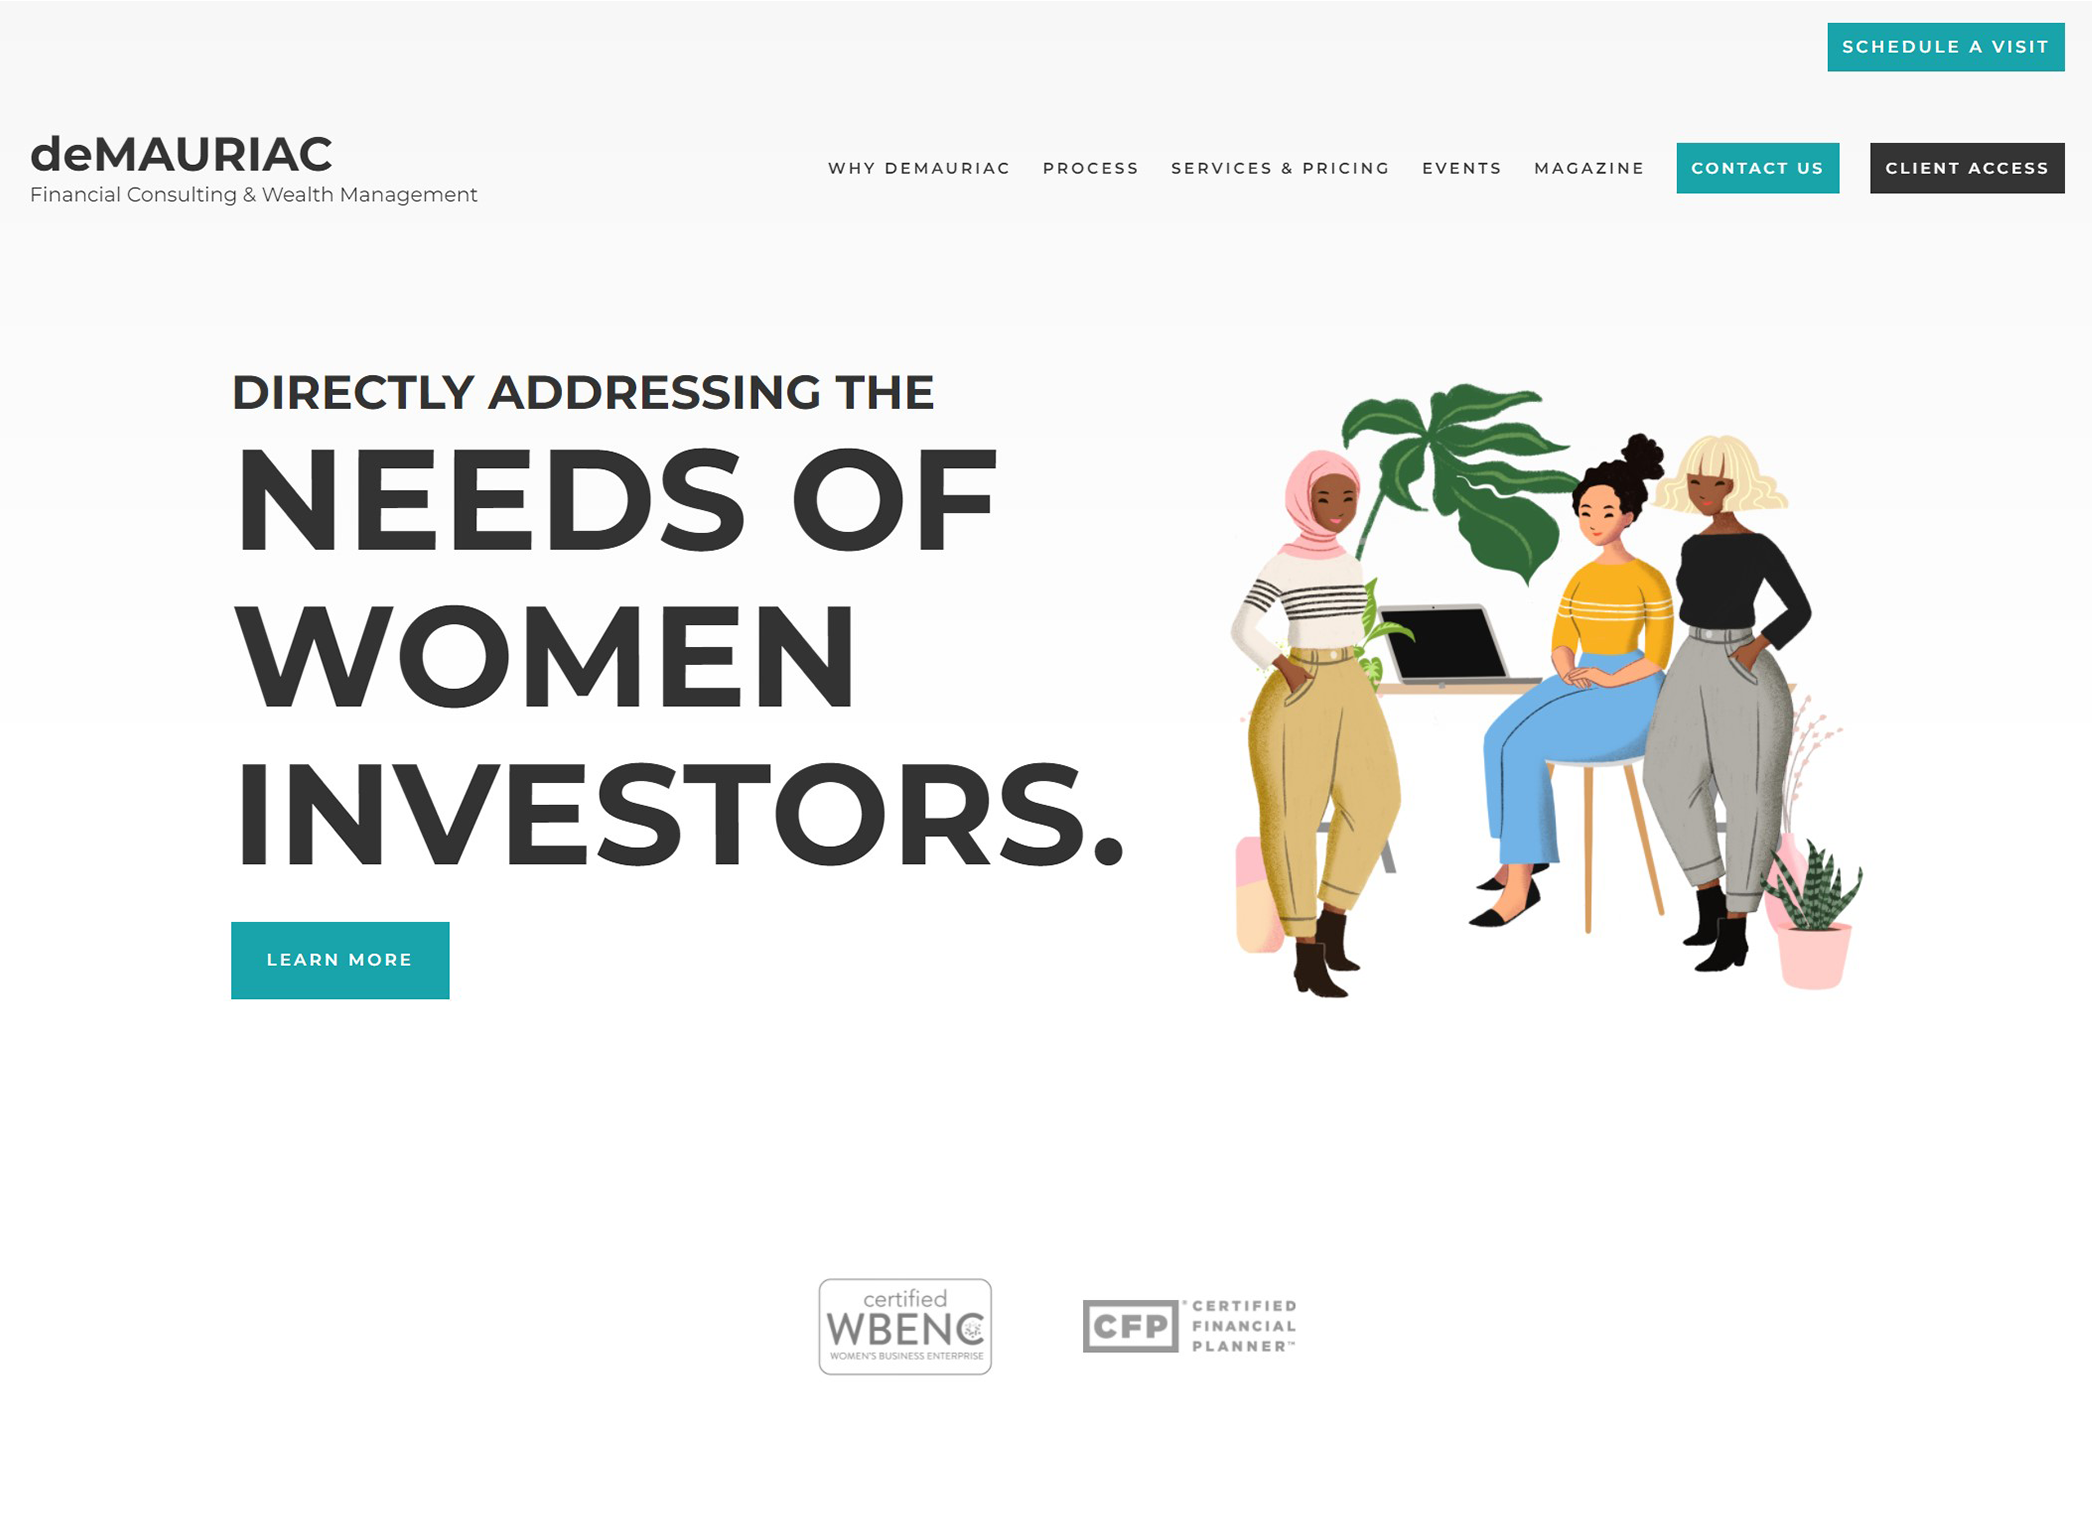 SCHEDULE A VISIT
deMAURIAC
Financial Consulting & Wealth Management
WHY DEMAURIAC
PROCESS
SERVICES & PRICING
EVENTS
MAGAZINE
CONTACT US
CLIENT ACCESS
DIRECTLY ADDRESSING THE
NEEDS OF
WOMEN
INVESTORS.
LEARN MORE
certified
WBENC
WOMEN'S BUSINESS ENTERPRISE
CFP®
CERTIFIED
FINANCIAL
PLANNER™